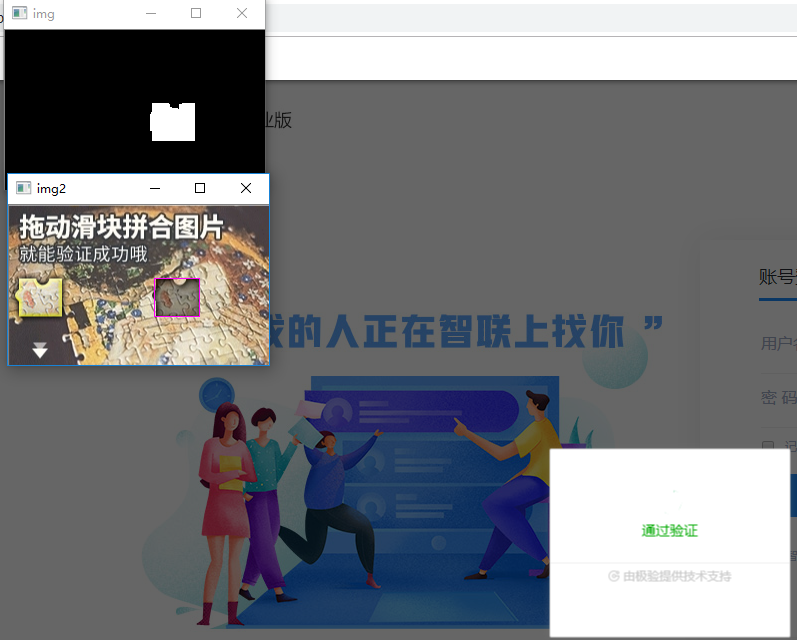 img
业版
img2
拖动滑块拼合图片
就能验证成功哦
账号
的人正在智联上找你 ”
用户
密 码
通过验证
由极验提供技术支持